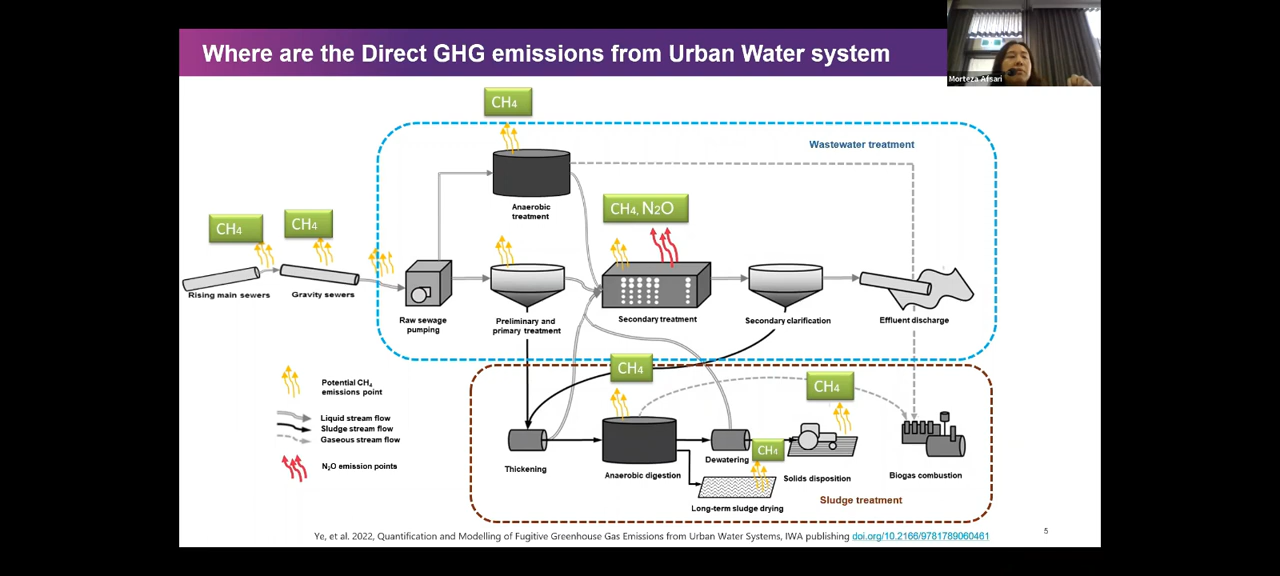 Where are the Direct GHG emissions from Urban Water system
Morteza Afsari
CH4
Wastewater treatment
Anaerobic
treatment
CH4, N2O
CH4
CH4
Rising main sewers
Gravity sewers
Raw sewage
pumping
Preliminary and
primary treatment
Secondary treatment
Secondary clarification
Effluent discharge
CH4
CH4
Potential CH4
emissions point
Liquid stream flow
Sludge stream flow
Gaseous stream flow
N2O emission points
Thickening
Anaerobic digestion
Dewatering
CH4
Solids disposition
Biogas combustion
Long-term sludge drying
Sludge treatment
Ye, et al. 2022, Quantification and Modelling of Fugitive Greenhouse Gas Emissions from Urban Water Systems, IWA publishing doi.org/10.2166/9781789060461
5